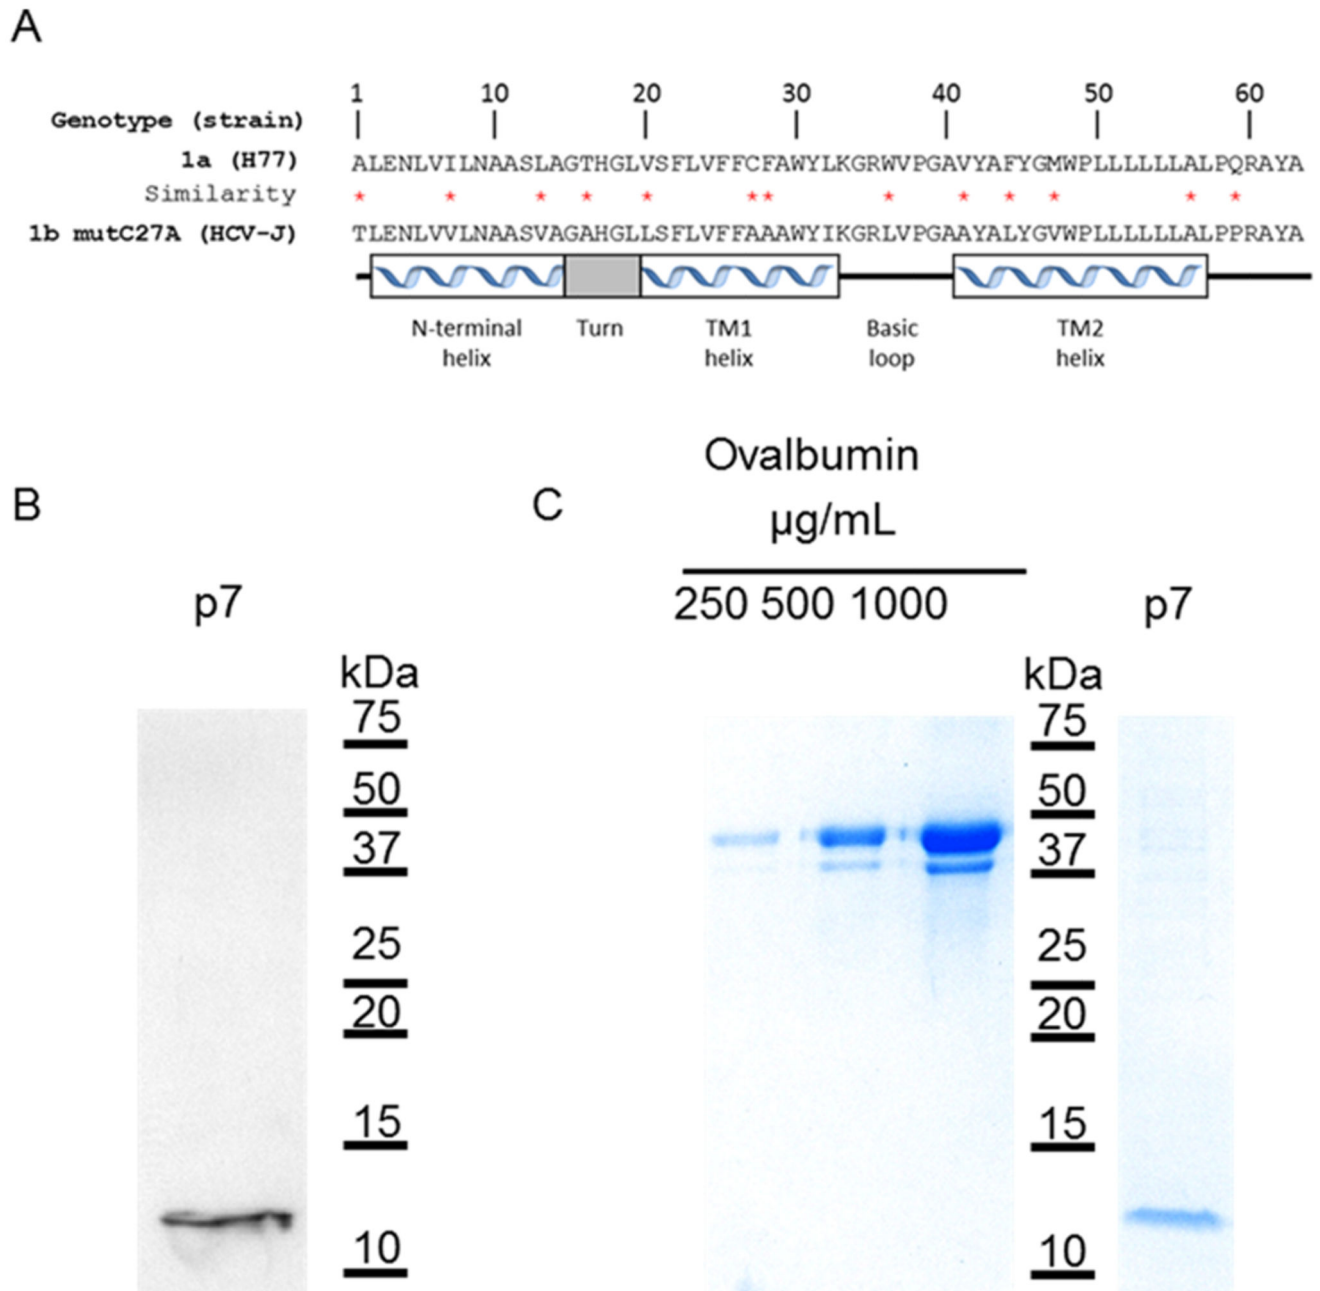 A
1 10 20 30 40 50 60
Genotype (strain)
1a (H77) ALENLVILNAASLAGTHGLVSFLVFFCFAWYLKGRWVPGAVYAFYGMWPLLLLLLALPQRAYA
Similarity * * * * * * * * * * * * *
1b mutC27A (HCV-J) TLENLVVLNAASVAGAHGLLSFLVFFAAAWYIKGRLVPGAAYALYGVWPLLLLLLALPPRAYA
N-terminal helix
Turn
TM1 helix
Basic loop
TM2 helix
B
p7
kDa
75
50
37
25
20
15
10
C
Ovalbumin
µg/mL
250 500 1000
kDa
75
50
37
25
20
15
10
p7